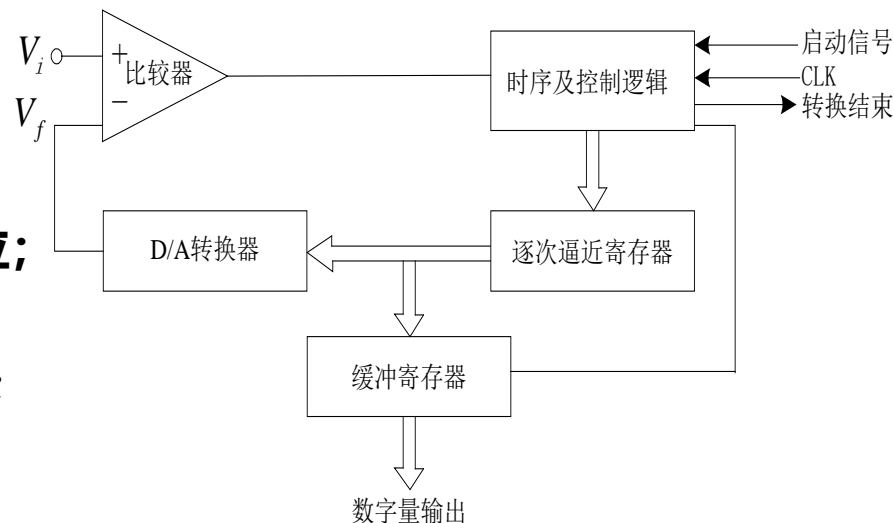 V_i
+
比较器
−
V_f
时序及控制逻辑
启动信号
CLK
转换结束
D/A转换器
逐次逼近寄存器
;
缓冲寄存器
数字量输出